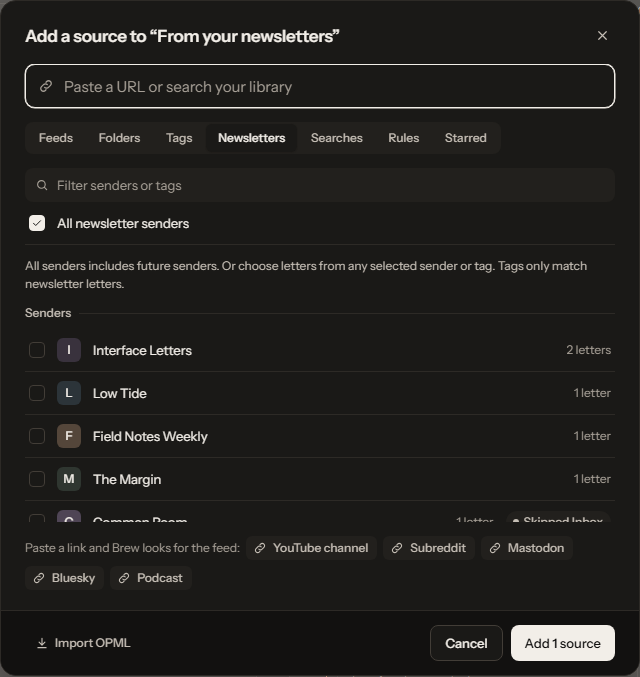 Add a source to “From your newsletters”
Paste a URL or search your library
Feeds Folders Tags Newsletters Searches Rules Starred
Filter senders or tags
All newsletter senders
All senders includes future senders. Or choose letters from any selected sender or tag. Tags only match
newsletter letters.
Senders
I Interface Letters 2 letters
L Low Tide 1 letter
F Field Notes Weekly 1 letter
M The Margin 1 letter
C Common Room 1 letter Skipped Inbox
Paste a link and Brew looks for the feed: YouTube channel Subreddit Mastodon
Bluesky Podcast
Import OPML Cancel Add 1 source